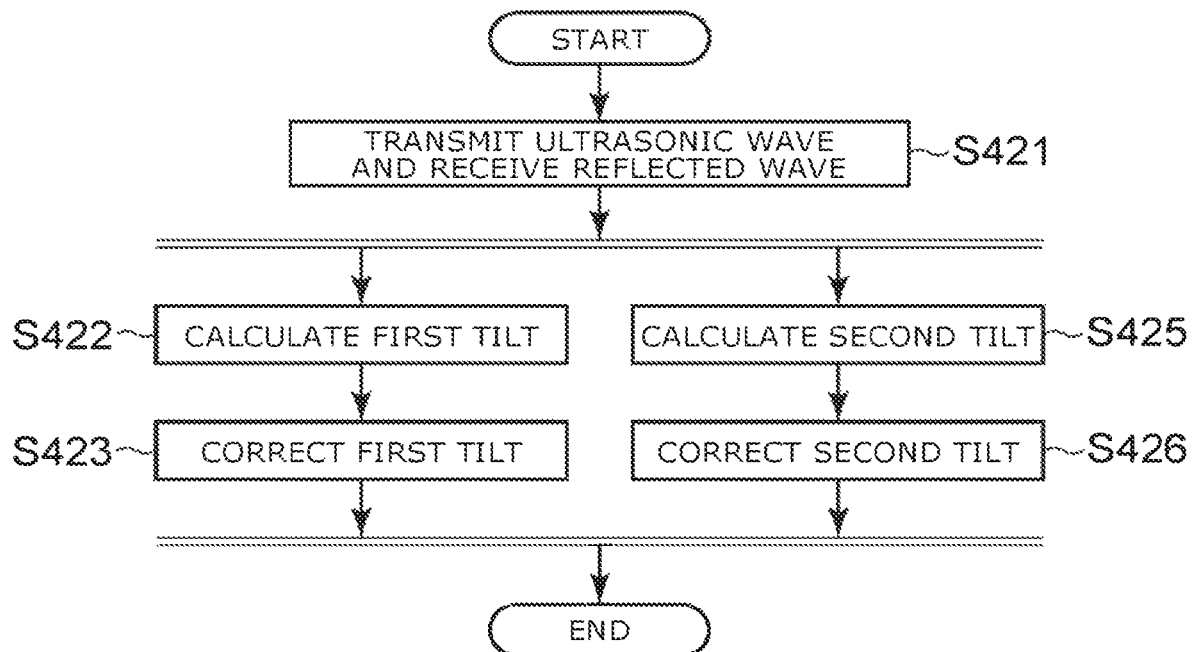 START
TRANSMIT ULTRASONIC WAVE
AND RECEIVE REFLECTED WAVE
S421
S422
CALCULATE FIRST TILT
CALCULATE SECOND TILT
S425
S423
CORRECT FIRST TILT
CORRECT SECOND TILT
S426
END